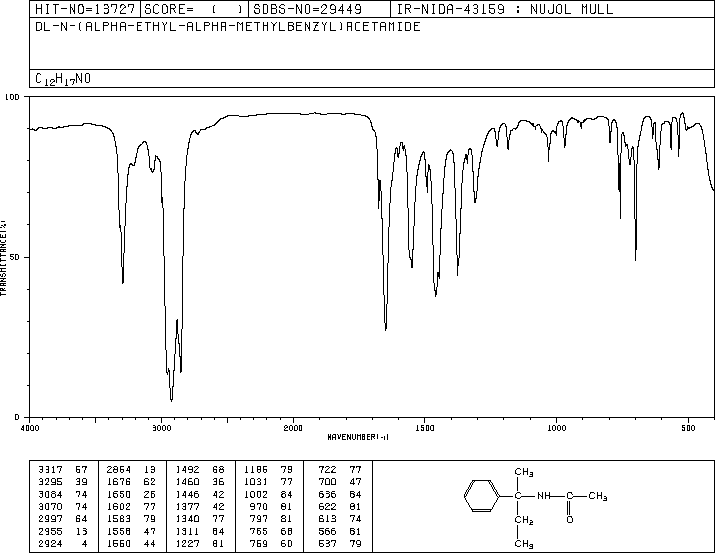 HIT-NO=13727 SCORE= ( ) SDBS-NO=29449 IR-NIDA-43159 : NUJOL MULL
DL-N-(ALPHA-ETHYL-ALPHA-METHYLBENZYL)ACETAMIDE
C12H17NO
100
50
0
TRANSMITTANCE(%)
4000 3000 2000 1500 1000 500
WAVENUMBER(-1)
3317 67 2854 13 1492 68 1186 79 722 77
3295 39 1676 62 1460 36 1031 77 700 47
3084 74 1650 26 1446 42 1002 84 636 84
3070 74 1602 77 1377 42 970 81 622 81
2997 64 1583 79 1340 77 797 81 613 74
2955 13 1558 47 1311 64 765 68 566 81
2924 4 1550 44 1227 81 759 60 537 79
CH3
NH C CH3
C
CH2 O
CH3